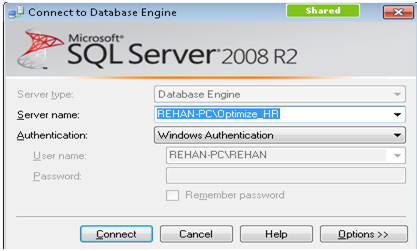 Connect to Database Engine
Shared
Microsoft®
SQL Server® 2008 R2
Server type: Database Engine
Server name: REHAN-PC\Optimize_HR
Authentication: Windows Authentication
User name: REHAN-PC\REHAN
Password:
Remember password
Connect Cancel Help Options >>